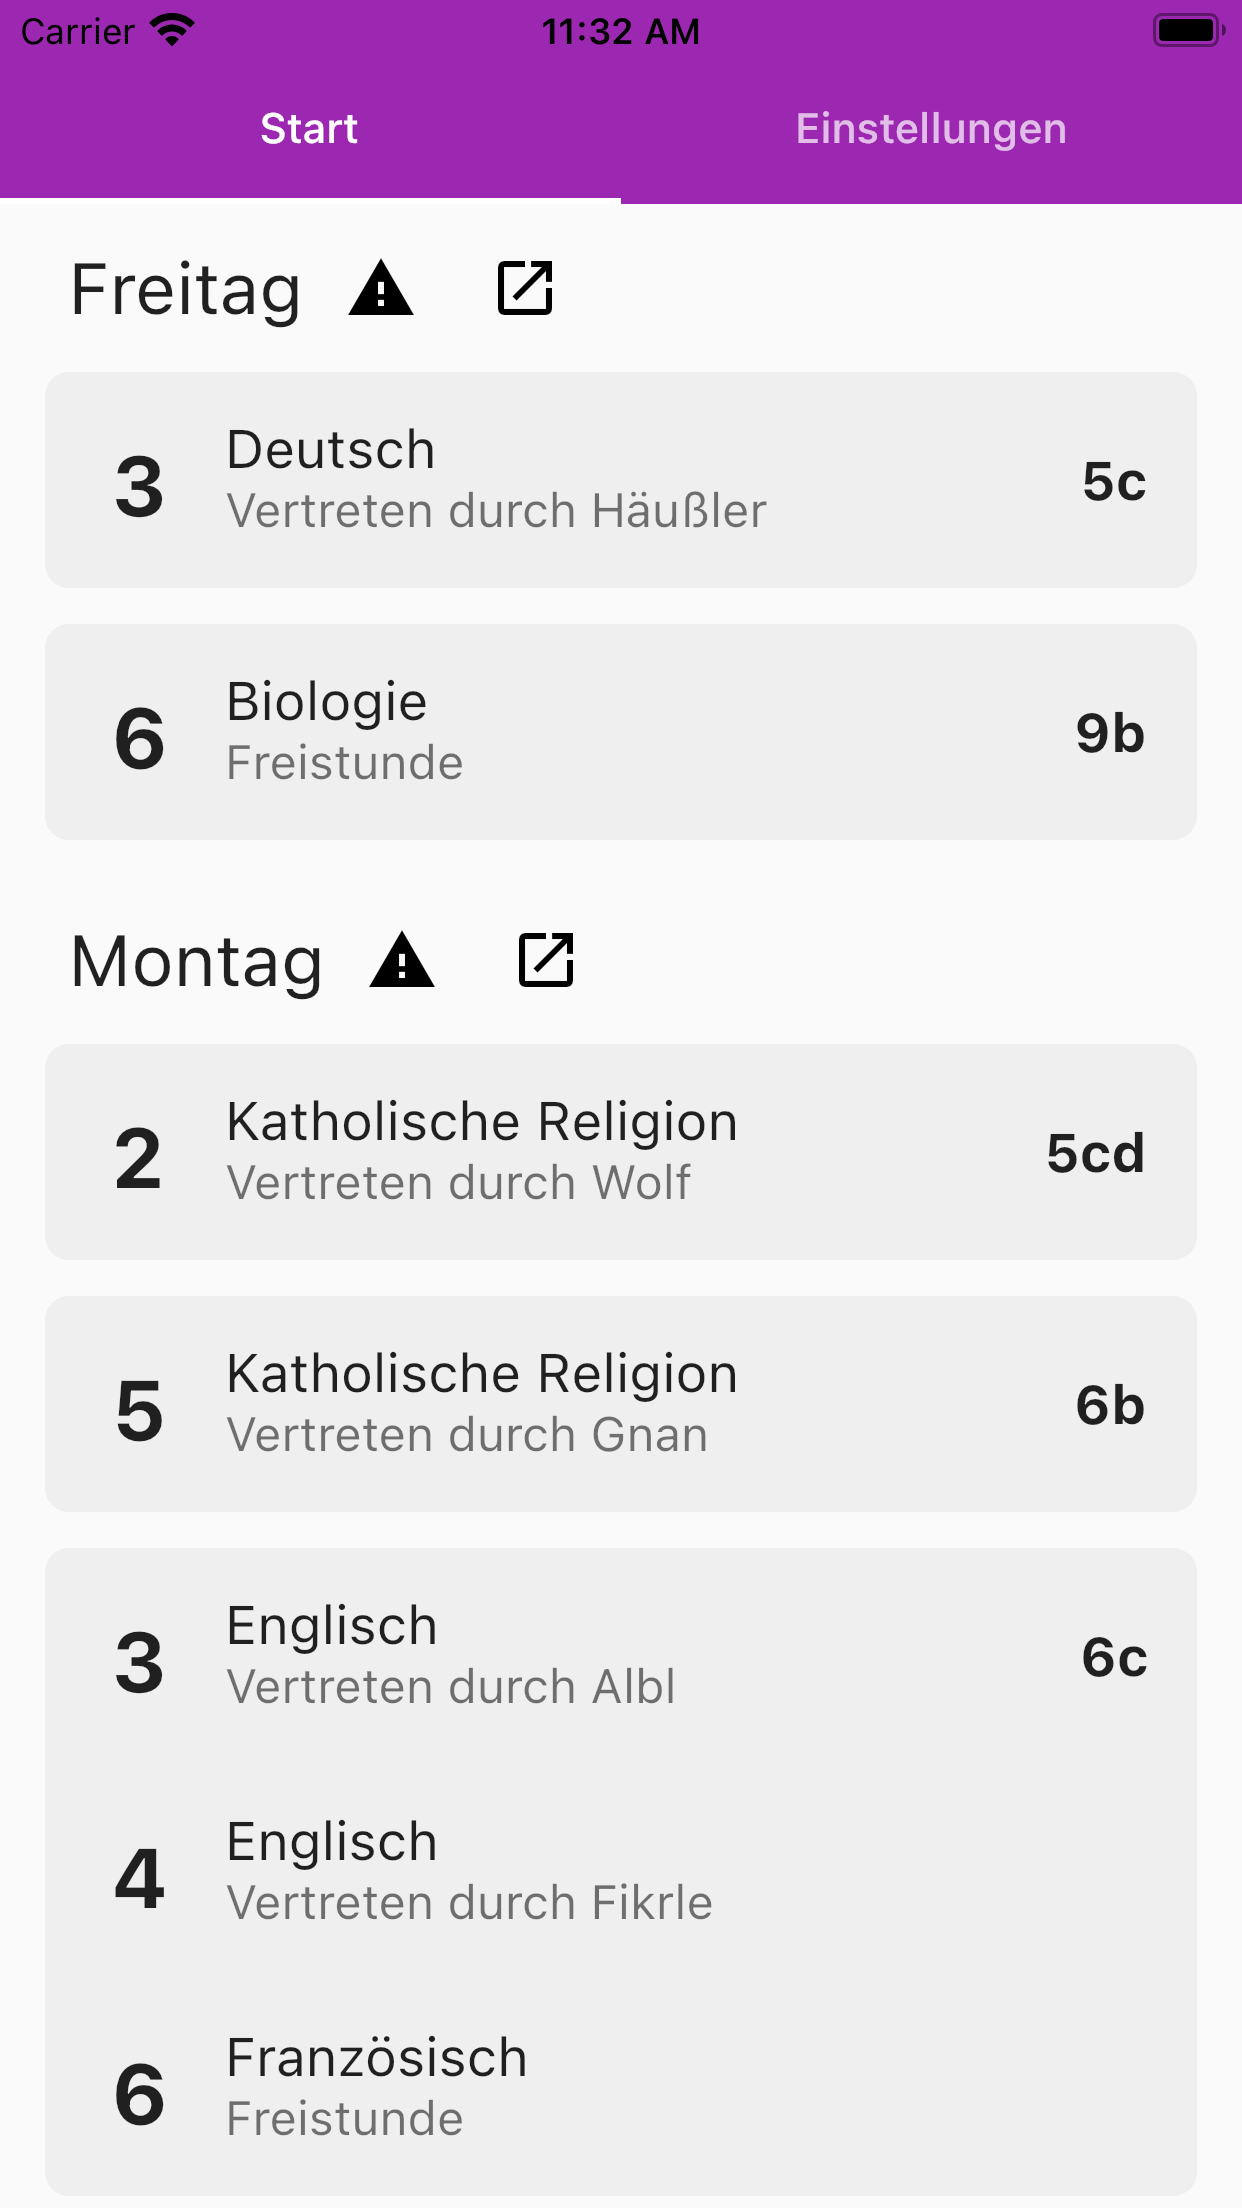 Carrier 11:32 AM
Start Einstellungen
Freitag
3 Deutsch 5c
Vertreten durch Häußler
6 Biologie 9b
Freistunde
Montag
2 Katholische Religion 5cd
Vertreten durch Wolf
5 Katholische Religion 6b
Vertreten durch Gnan
3 Englisch 6c
Vertreten durch Albl
4 Englisch
Vertreten durch Fikrle
6 Französisch
Freistunde